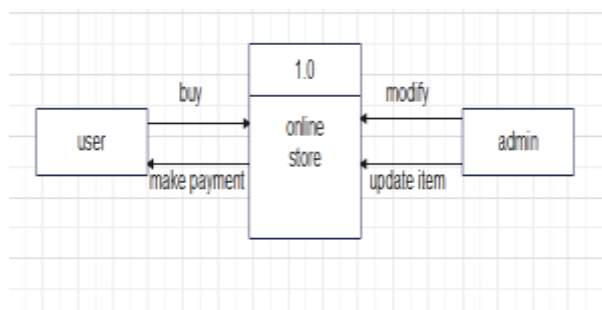 1.0
buy
modify
user
online
store
admin
make payment
update item